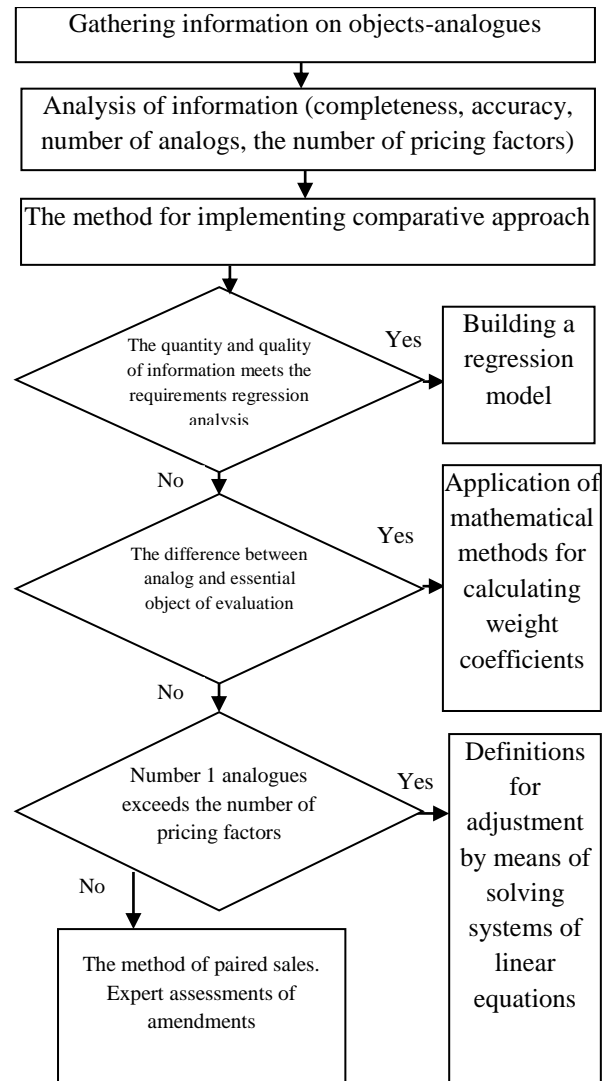 Gathering information on objects-analogues
Analysis of information (completeness, accuracy,
number of analogs, the number of pricing factors)
The method for implementing comparative approach
The quantity and quality
of information meets the
requirements regression
analysis
Yes
Building a
regression
model
No
The difference between
analog and essential
object of evaluation
Yes
Application of
mathematical
methods for
calculating
weight
coefficients
No
Number 1 analogues
exceeds the number of
pricing factors
Yes
Definitions
for
adjustment
by means of
solving
systems of
linear
equations
No
The method of paired sales.
Expert assessments of
amendments